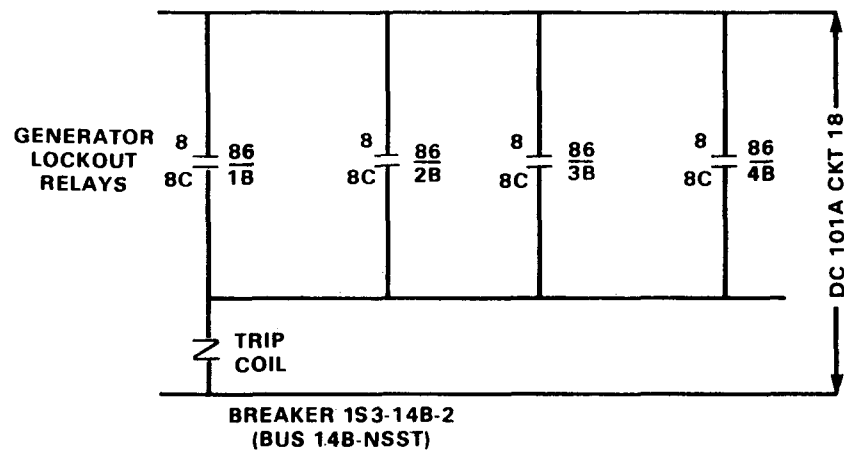 GENERATOR
LOCKOUT
RELAYS
8
8C
86
1B
8
8C
86
2B
8
8C
86
3B
8
8C
86
4B
DC 101A CKT 18
TRIP
COIL
BREAKER 1S3-14B-2
(BUS 14B-NSST)